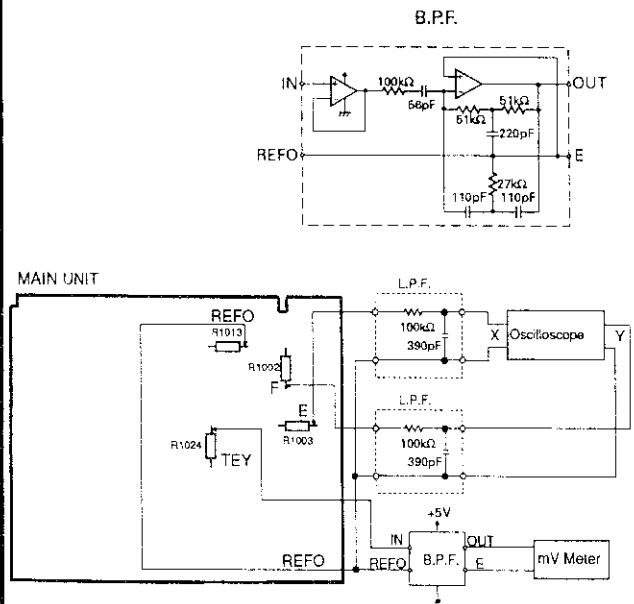 B.P.F.
IN
100kΩ
OUT
51kΩ
51kΩ
220pF
REFO
E
27kΩ
110pF
110pF
MAIN UNIT
L.P.F.
REFO
R1013
100kΩ
X
Oscilloscope
Y
390pF
R1002
F
L.P.F.
E
R1003
100kΩ
R1024
TEY
390pF
+5V
IN
OUT
B.P.F.
mV Meter
REFO
REFO
E